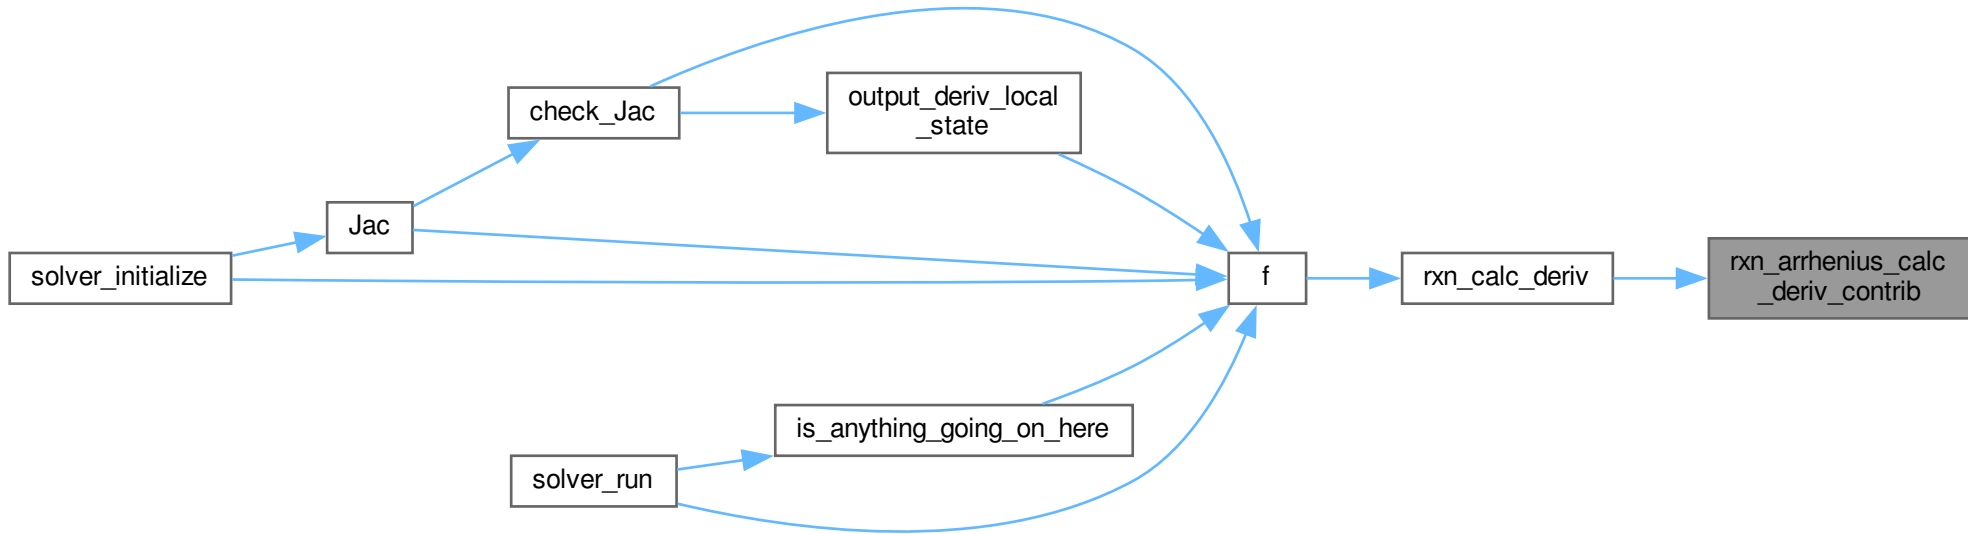 check_Jac
output_deriv_local
_state
Jac
solver_initialize
f
rxn_calc_deriv
rxn_arrhenius_calc
_deriv_contrib
is_anything_going_on_here
solver_run